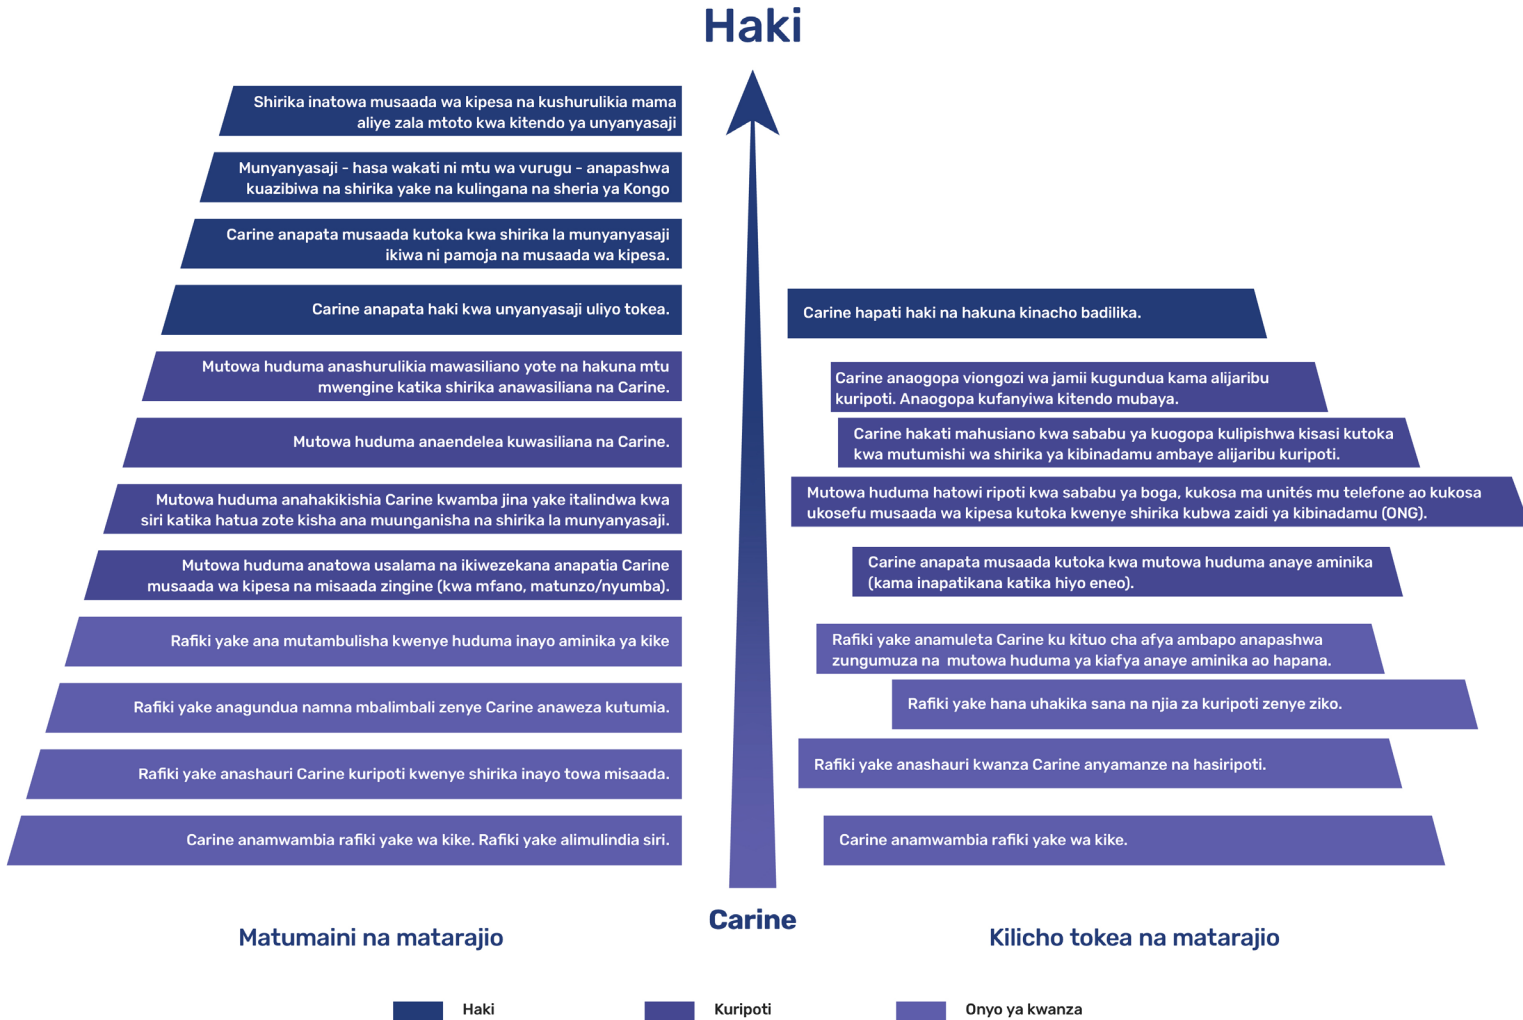 Haki
Shirika inatowa musaada wa kipesa na kushurulikia mama
aliye zala mtoto kwa kitendo ya unyanyasaji
Munyanyasaji - hasa wakati ni mtu wa vurugu - anapashwa
kuazibiwa na shirika yake na kulingana na sheria ya Kongo
Carine anapata musaada kutoka kwa shirika la munyanyasaji
ikiwa ni pamoja na musaada wa kipesa.
Carine anapata haki kwa unyanyasaji uliyo tokea.
Mutowa huduma anashurulikia mawasiliano yote na hakuna mtu
mwengine katika shirika anawasiliana na Carine.
Mutowa huduma anaendelea kuwasiliana na Carine.
Mutowa huduma anahakikishia Carine kwamba jina yake italindwa kwa
siri katika hatua zote kisha ana muunganisha na shirika la munyanyasaji.
Mutowa huduma anatowa usalama na ikiwezekana anapatia Carine
musaada wa kipesa na misaada zingine (kwa mfano, matunzo/nyumba).
Rafiki yake ana mutambulisha kwenye huduma inayo aminika ya kike
Rafiki yake anagundua namna mbalimbali zenye Carine anaweza kutumia.
Rafiki yake anashauri Carine kuripoti kwenye shirika inayo towa misaada.
Carine anamwambia rafiki yake wa kike. Rafiki yake alimulindia siri.
Carine hapati haki na hakuna kinacho badilika.
Carine anaogopa viongozi wa jamii kugundua kama alijaribu
kuripoti. Anaogopa kufanyiwa kitendo mubaya.
Carine hakati mahusiano kwa sababu ya kuogopa kulipishwa kisasi kutoka
kwa mutumishi wa shirika ya kibinadamu ambaye alijaribu kuripoti.
Mutowa huduma hatowi ripoti kwa sababu ya boga, kukosa ma unités mu telefone ao kukosa
ukosefu musaada wa kipesa kutoka kwenye shirika kubwa zaidi ya kibinadamu (ONG).
Carine anapata musaada kutoka kwa mutowa huduma anaye aminika
(kama inapatikana katika hiyo eneo).
Rafiki yake anamuleta Carine ku kituo cha afya ambapo anapashwa
zungumuza na mutowa huduma ya kiafya anaye aminika ao hapana.
Rafiki yake hana uhakika sana na njia za kuripoti zenye ziko.
Rafiki yake anashauri kwanza Carine anyamanze na hasiripoti.
Carine anamwambia rafiki yake wa kike.
Carine
Matumaini na matarajio
Kilicho tokea na matarajio
Haki
Kuripoti
Onyo ya kwanza